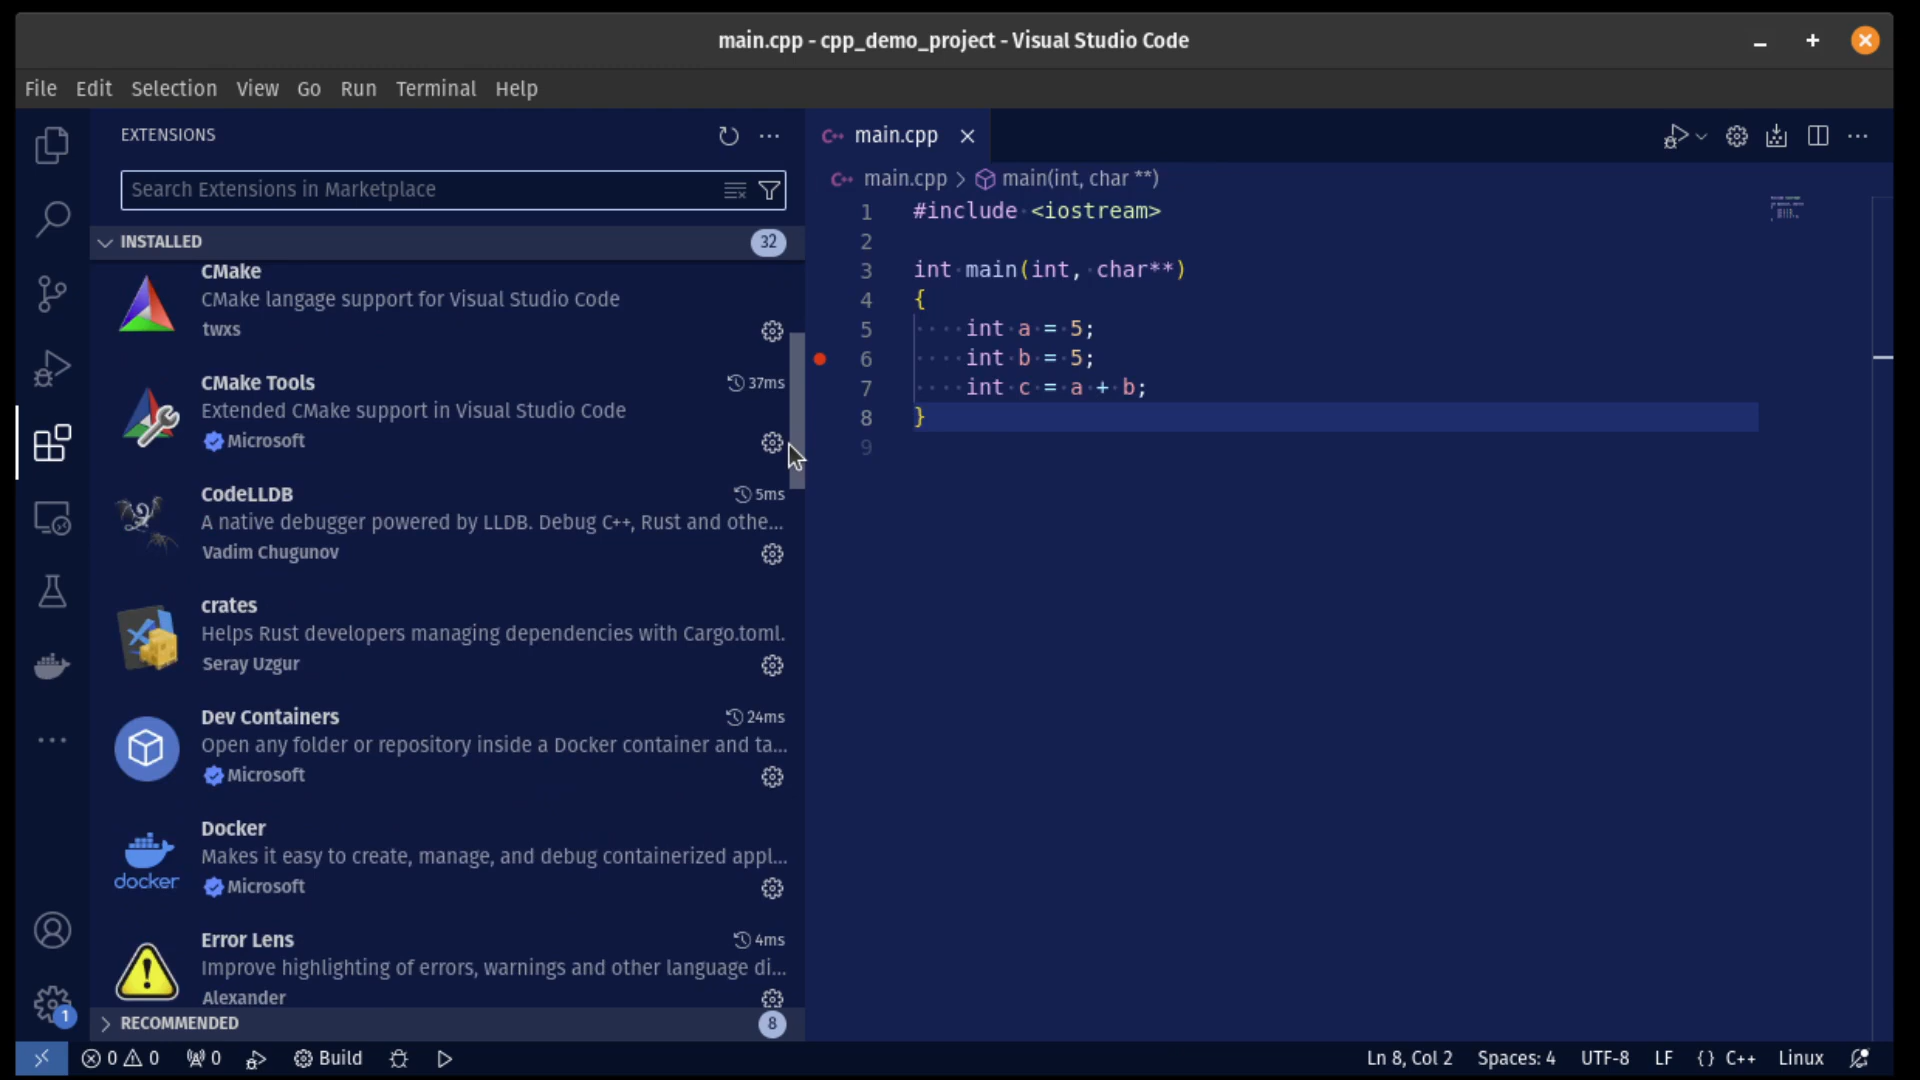 main.cpp - cpp_demo_project - Visual Studio Code
File Edit Selection View Go Run Terminal Help
EXTENSIONS
Search Extensions in Marketplace
INSTALLED 32
CMake
CMake langage support for Visual Studio Code
twxs
CMake Tools 37ms
Extended CMake support in Visual Studio Code
Microsoft
CodeLLDB 5ms
A native debugger powered by LLDB. Debug C++, Rust and othe...
Vadim Chugunov
crates
Helps Rust developers managing dependencies with Cargo.toml.
Seray Uzgur
Dev Containers 24ms
Open any folder or repository inside a Docker container and ta...
Microsoft
docker
Docker
Makes it easy to create, manage, and debug containerized appl...
Microsoft
Error Lens 4ms
Improve highlighting of errors, warnings and other language di...
Alexander
RECOMMENDED 8
1
C++ main.cpp
C++ main.cpp > main(int, char **)
1 #include <iostream>
2
3 int main(int, char**)
4 {
5 int a = 5;
6 int b = 5;
7 int c = a + b;
8 }
9
0 0 0 Build Ln 8, Col 2 Spaces: 4 UTF-8 LF {} C++ Linux